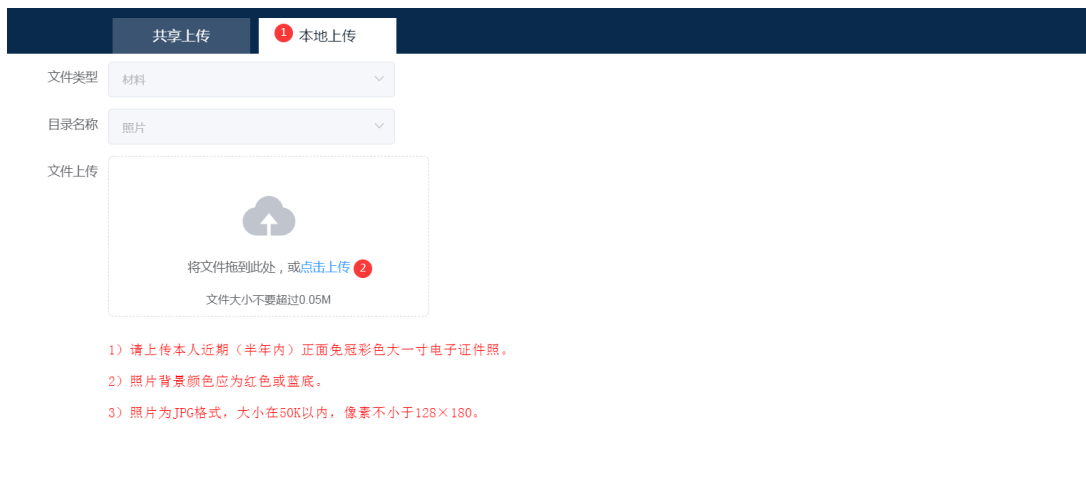 共享上传 1 本地上传
文件类型 材料
目录名称 照片
文件上传
将文件拖到此处，或点击上传 2
文件大小不要超过0.05M
1）请上传本人近期（半年内）正面免冠彩色大一寸电子证件照。
2）照片背景颜色应为红色或蓝底。
3）照片为JPG格式，大小在50K以内，像素不小于128×180。